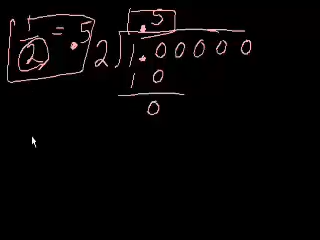 .5
1/2 = .5 2)1.00000
1 0
0